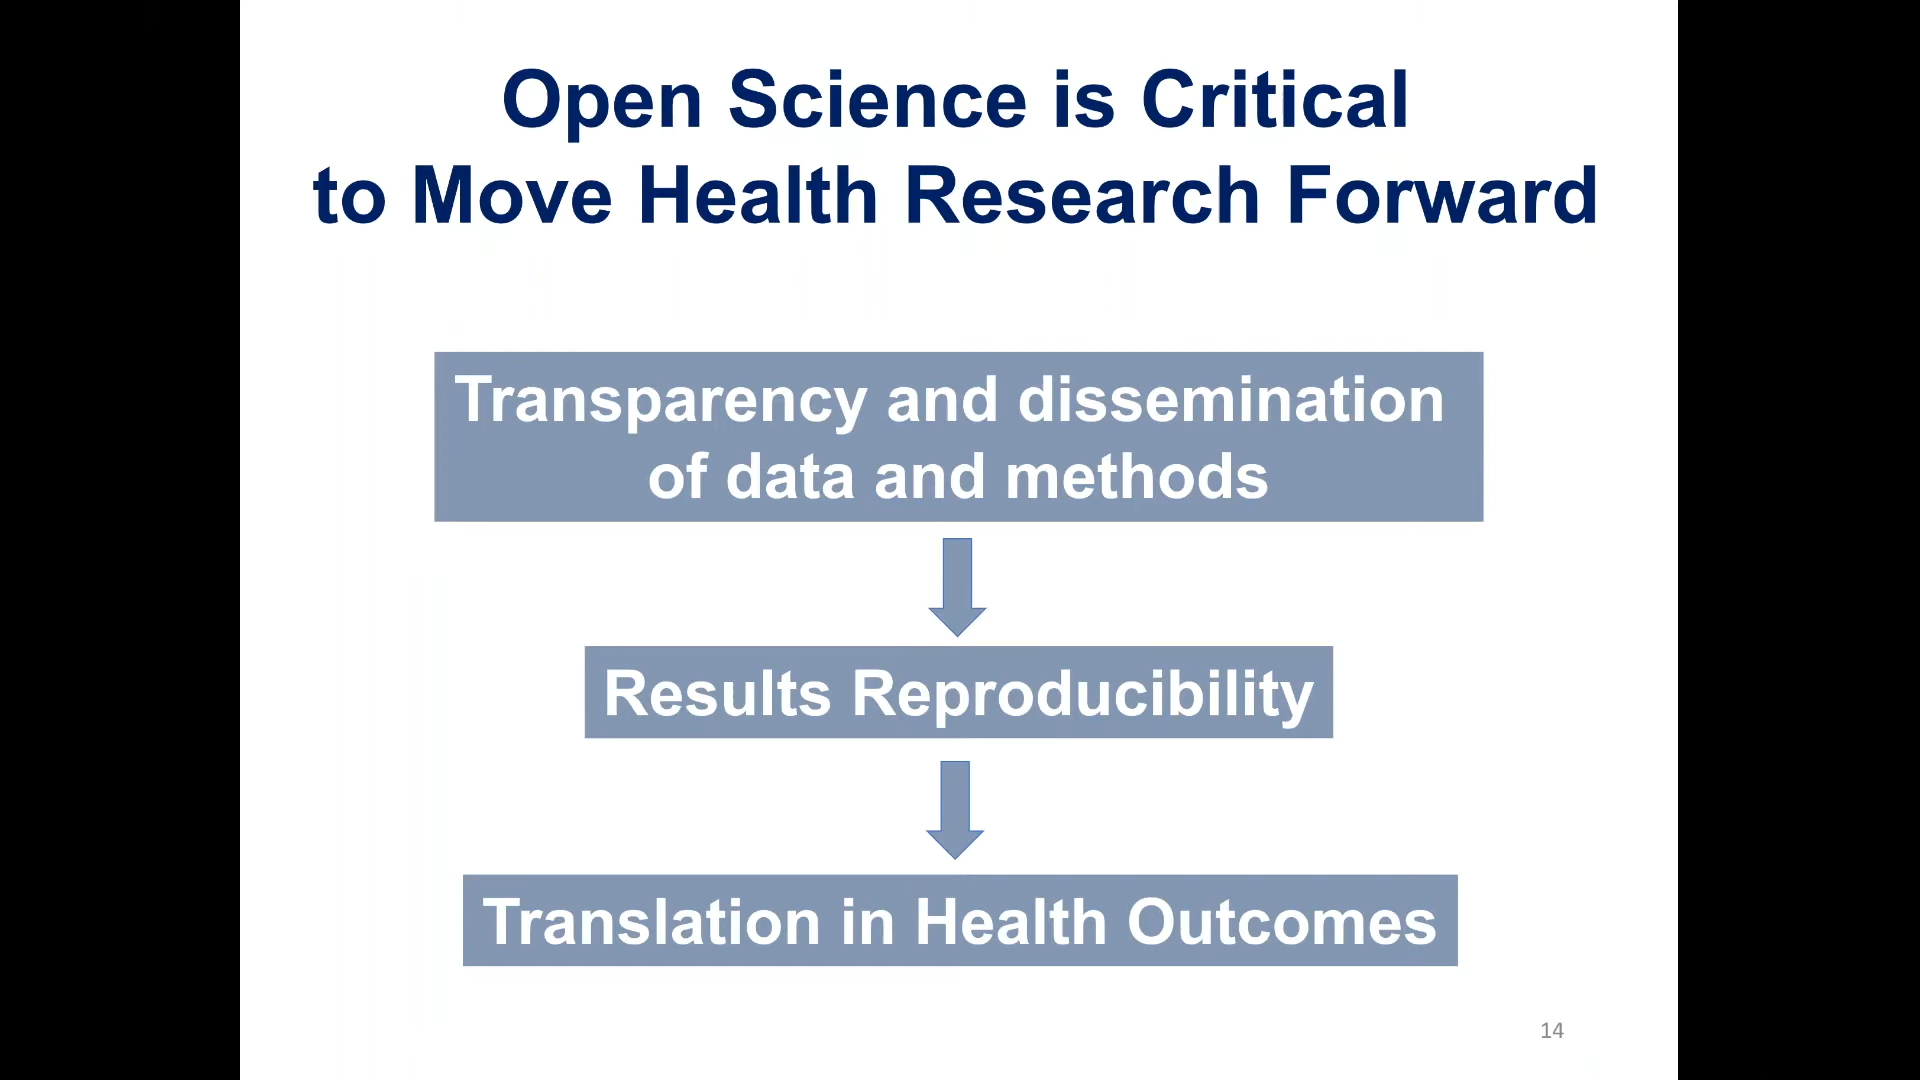 Open Science is Critical
to Move Health Research Forward
Transparency and dissemination
of data and methods
Results Reproducibility
Translation in Health Outcomes
14